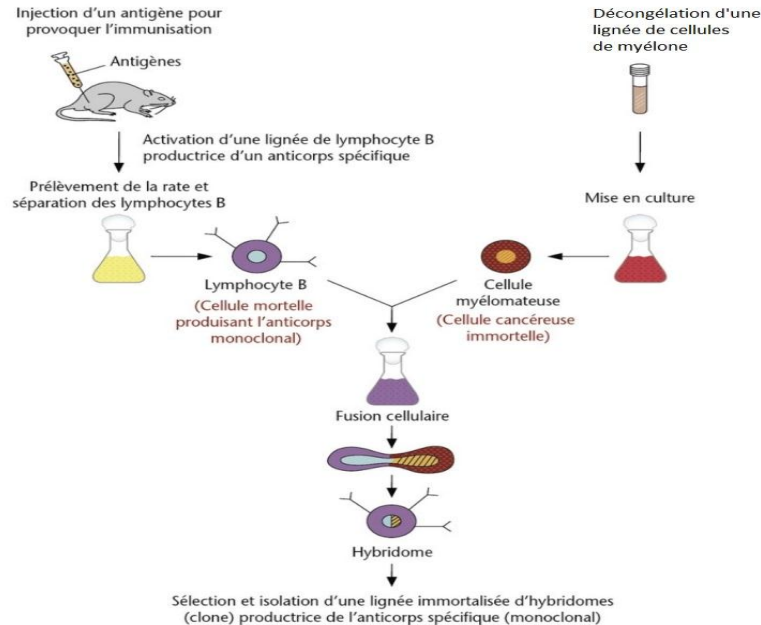 Injection d'un antigène pour
provoquer l'immunisation
Antigènes
Activation d'une lignée de lymphocyte B
productrice d'un anticorps spécifique
Prélèvement de la rate et
séparation des lymphocytes B
Lymphocyte B
(Cellule mortelle
produisant l'anticorps
monoclonal)
Décongélation d'une
lignée de cellules
de myélone
Mise en culture
Cellule
myélomateuse
(Cellule cancéreuse
immortelle)
Fusion cellulaire
Hybridome
Sélection et isolation d'une lignée immortalisée d'hybridomes
(clone) productrice de l'anticorps spécifique (monoclonal)